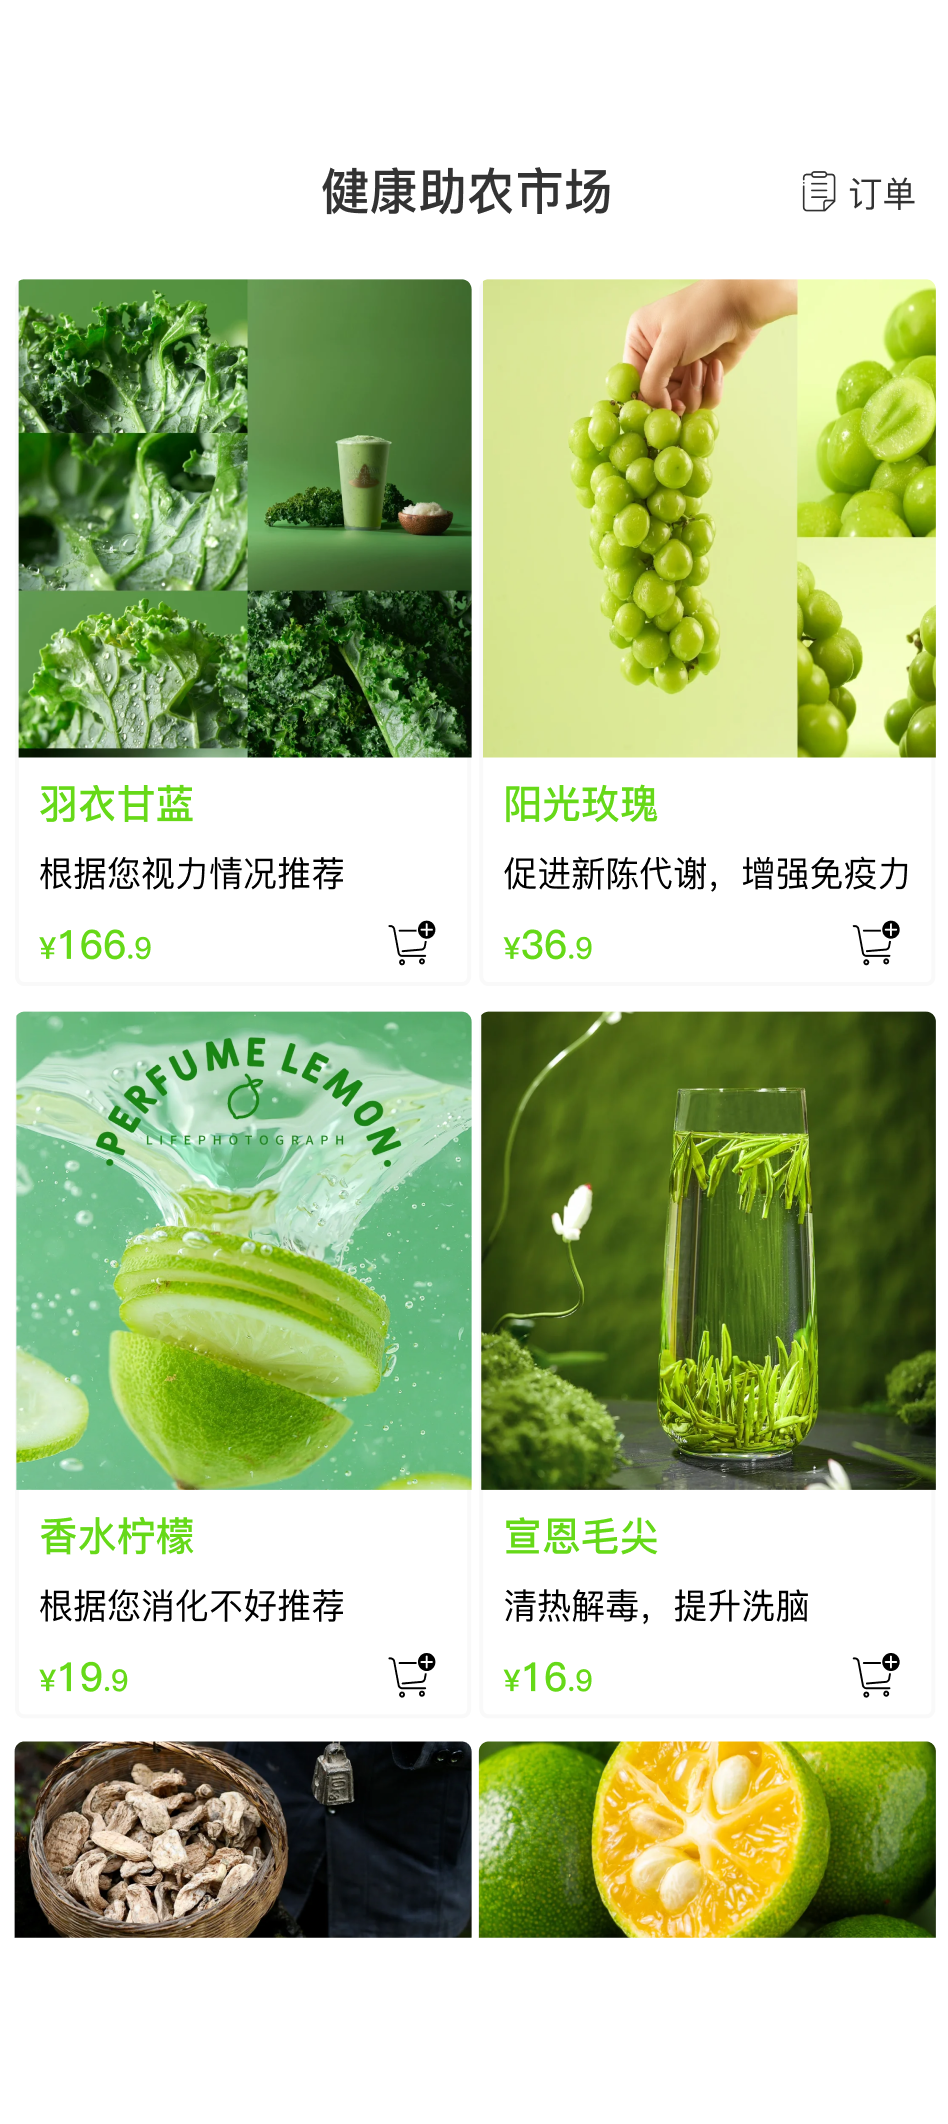 健康助农市场
订单
羽衣甘蓝
根据您视力情况推荐
¥166.9
阳光玫瑰
促进新陈代谢，增强免疫力
¥36.9
·PERFUME LEMON·
LIFEPHOTOGRAPH
香水柠檬
根据您消化不好推荐
¥19.9
宣恩毛尖
清热解毒，提升洗脑
¥16.9